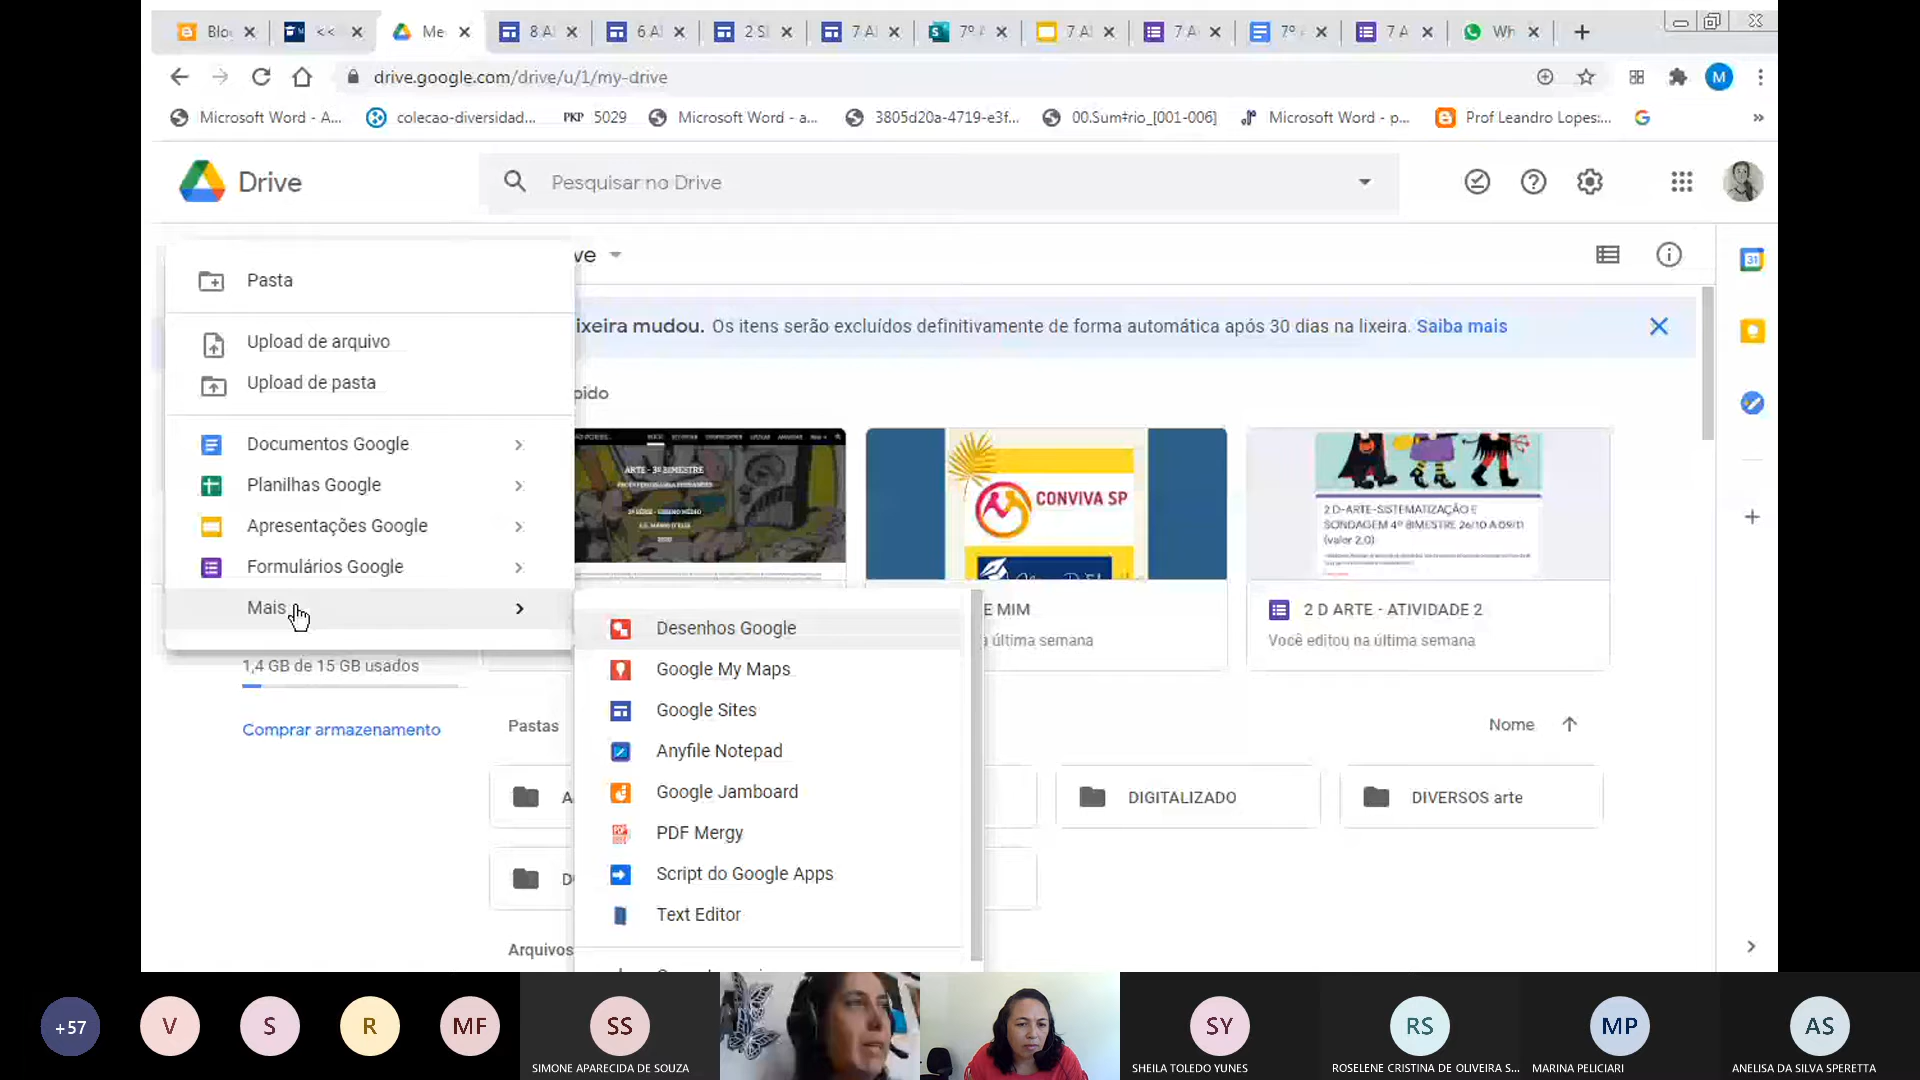 Blo
<<
Me
8 A
6 A
2 S
7 A
7º A
7 A
7 A
7º
7 A
Wh
drive.google.com/drive/u/1/my-drive
M
Microsoft Word - A...
colecao-diversidad...
PKP 5029
Microsoft Word - a...
3805d20a-4719-e3f...
00.Sum‡rio_[001-006]
Microsoft Word - p...
Prof Leandro Lopes:...
»
Drive
Pesquisar no Drive
ve
Pasta
Upload de arquivo
Upload de pasta
Documentos Google
Planilhas Google
Apresentações Google
Formulários Google
Mais
ixeira mudou. Os itens serão excluídos definitivamente de forma automática após 30 dias na lixeira. Saiba mais
31
pido
ARTE - 3º BIMESTRE
2020
CONVIVA SP
2 D-ARTE-SISTEMATIZAÇÃO E
SONDAGEM 4º BIMESTRE 26/10 A 09/11
(valor 2,0)
E MIM
a última semana
2 D ARTE - ATIVIDADE 2
Você editou na última semana
Desenhos Google
Google My Maps
Google Sites
Anyfile Notepad
Google Jamboard
PDF Mergy
Script do Google Apps
Text Editor
1,4 GB de 15 GB usados
Comprar armazenamento
Pastas
Nome
A
DIGITALIZADO
DIVERSOS arte
D
Arquivos
+57
V
S
R
MF
SS
SIMONE APARECIDA DE SOUZA
SY
SHEILA TOLEDO YUNES
RS
ROSELENE CRISTINA DE OLIVEIRA S...
MP
MARINA PELICIARI
AS
ANELISA DA SILVA SPERETTA